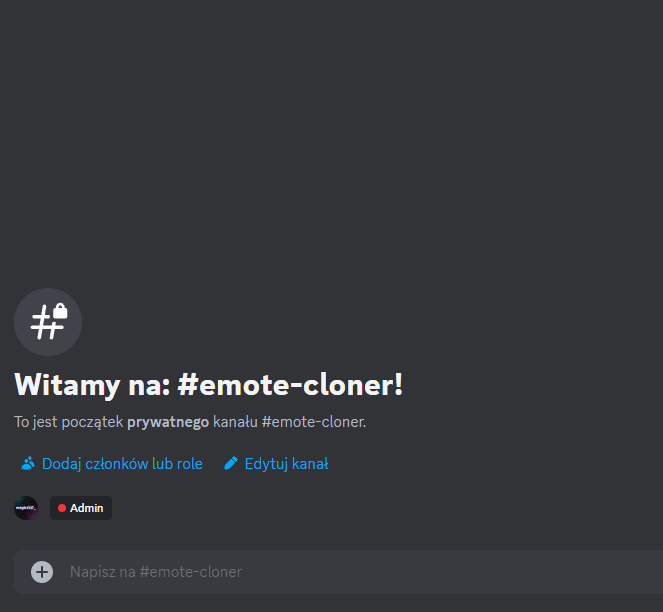 Witamy na: #emote-cloner!
To jest początek prywatnego kanału #emote-cloner.
Dodaj członków lub role Edytuj kanał
Admin
Napisz na #emote-cloner